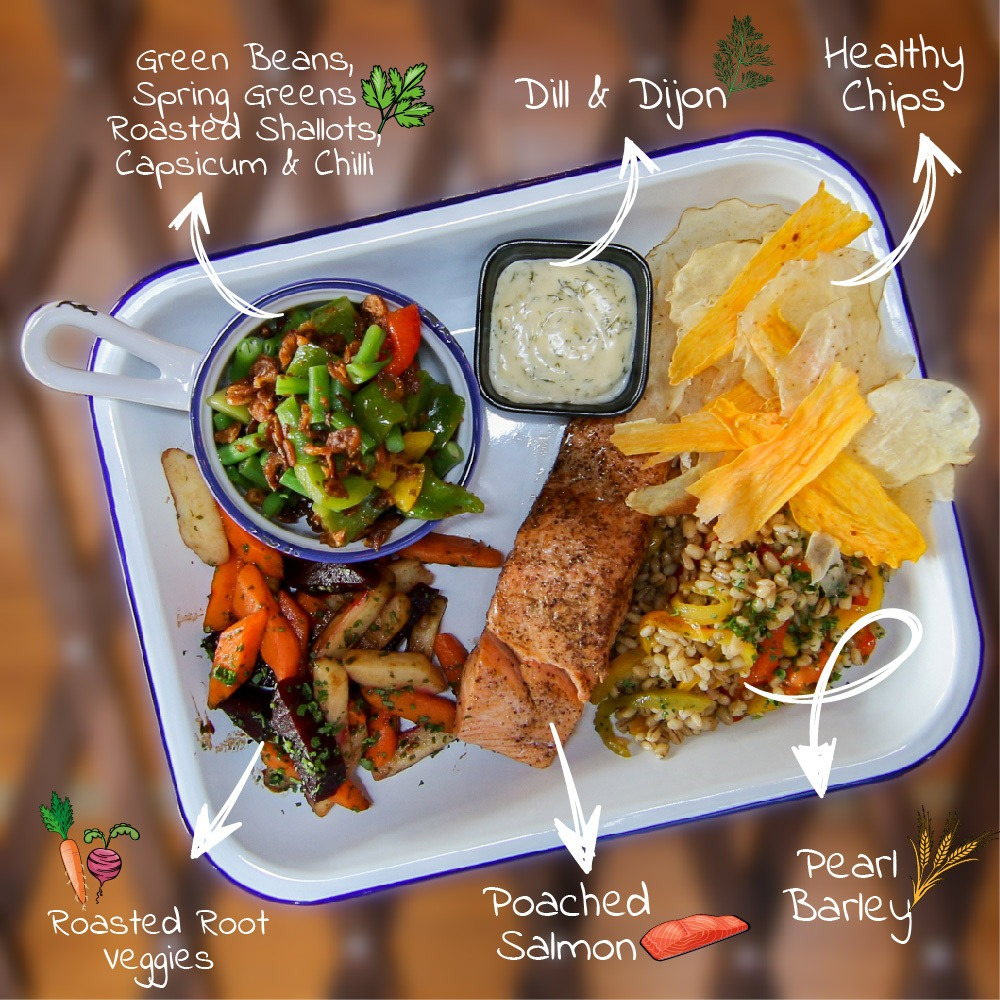 Green Beans,
Spring Greens
Roasted Shallots,
Capsicum & Chilli
Dill & Dijon
Healthy
Chips
Roasted Root
Veggies
Poached
Salmon
Pearl
Barley